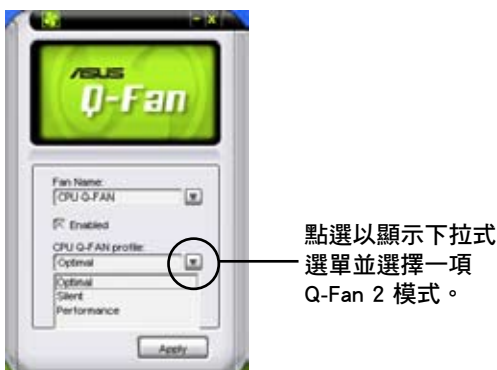 ASUS
Q-Fan
Fan Name:
CPU Q-FAN
Enabled
CPU Q-FAN profile:
Optimal
Optimal
Silent
Performance
Apply
點選以顯示下拉式
選單並選擇一項
Q-Fan 2 模式。